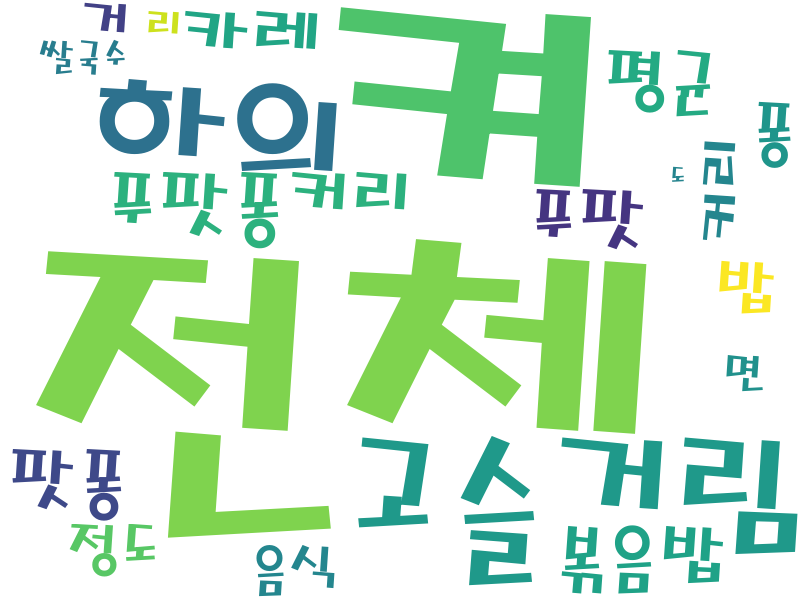 거
리
카레
켜
쌀국수
평균
하의
퐁
커리
도
푸팟퐁커리
푸팟
전체
밥
면
팟퐁
ㄴ
고슬거림
정도
음식
볶음밥